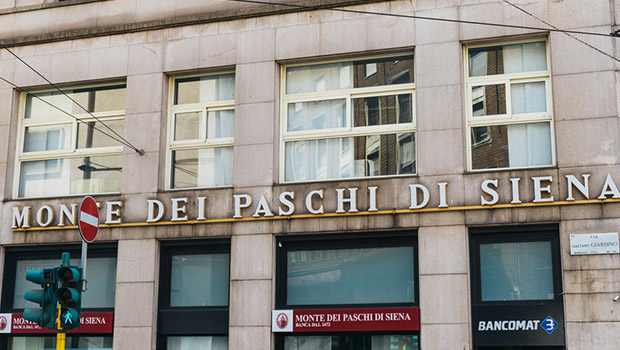 MONTE DEI PASCHI DI SIENA
VIA
GAETANO GIARDINO
MONTE DEI PASCHI DI SIENA
MONTE DEI PASCHI DI SIENA
BANCA DAL 1472
BANCOMAT